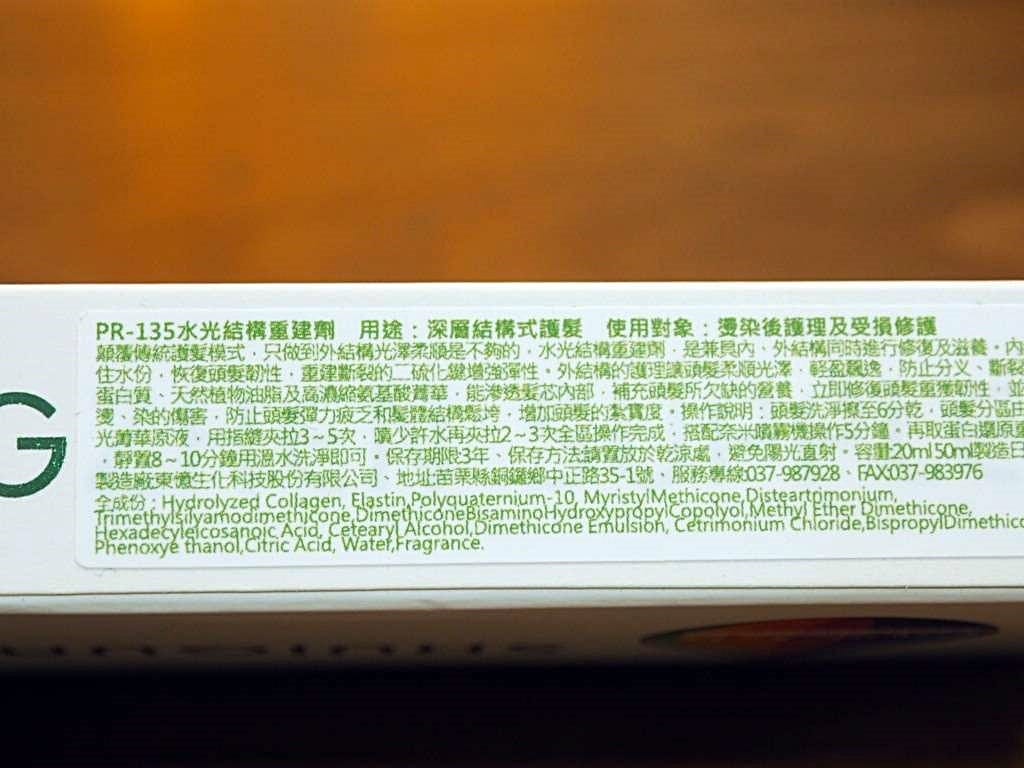 PR-135水光結構重建劑 用途：深層結構式護髮 使用對象：燙染後護理及受損修護
顛覆傳統護髮模式，只做到外結構光澤柔順是不夠的，水光結構重建劑，是兼具內、外結構同時進行修復及滋養。內
住水份，恢復頭髮韌性，重建斷裂的二硫化鍵增強彈性。外結構的護理讓頭髮柔順光澤，輕盈飄逸，防止分叉、斷裂
蛋白質、天然植物油脂及高濃縮氨基酸菁華，能滲透髮芯內部，補充頭髮所欠缺的營養，立即修復頭髮重獲韌性，並
燙、染的傷害，防止頭髮彈力疲乏和髮體結構鬆垮，增加頭髮的紮實度。操作說明：頭髮洗淨擦至6分乾，頭髮分區由
光菁華原液，用指縫夾拉3~5次，噴少許水再夾拉2~3次全區操作完成，搭配奈米噴霧機操作5分鐘。再取蛋白還原重
，靜置8~10分鐘用溫水洗淨即可。保存期限3年、保存方法請置放於乾涼處，避免陽光直射。容量:20ml 50ml製造日
製造廠東億生化科技股份有限公司、地址:苗栗縣銅鑼鄉中正路35-1號、服務專線:037-987928、FAX:037-983976
全成份：Hydrolyzed Collagen, Elastin,Polyquaternium-10, MyristylMethicone,Disteartrimonium,
Trimethylsilyamodimethicone,DimethyiconeBisaminoHydroxypropylCopolyol,Methyl Ether Dimethicone,
Hexadecyleicosanoic Acid, Cetearyl Alcohol,Dimethicone Emulsion, Cetrimonium Chloride,BispropylDimethico
Phenoxye thanol,Citric Acid, Water,Fragrance.
G